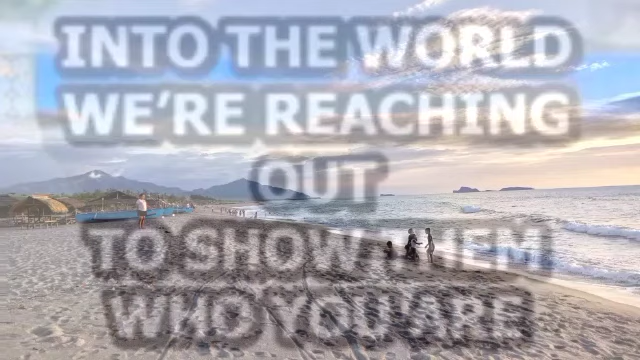 INTO THE WORLD
WE'RE REACHING
OUT
TO SHOW THEM
WHO YOU ARE